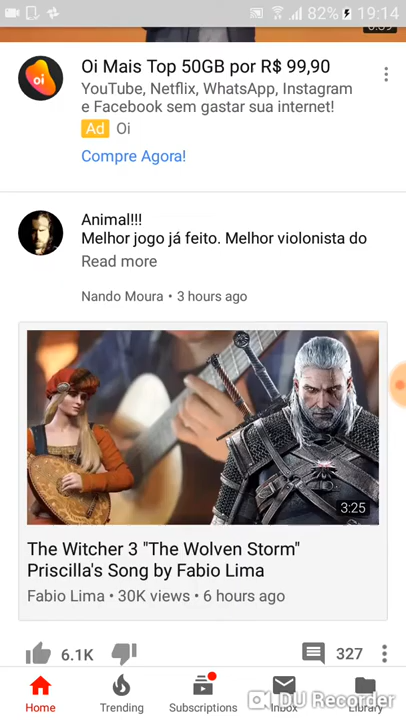 82% 19:14
oi
Oi Mais Top 50GB por R$ 99,90
YouTube, Netflix, WhatsApp, Instagram
e Facebook sem gastar sua internet!
Ad Oi
Compre Agora!
Animal!!!
Melhor jogo já feito. Melhor violonista do
Read more
Nando Moura • 3 hours ago
3:25
The Witcher 3 "The Wolven Storm"
Priscilla's Song by Fabio Lima
Fabio Lima • 30K views • 6 hours ago
6.1K 327
DU Recorder
Home Trending Subscriptions Inbox Library